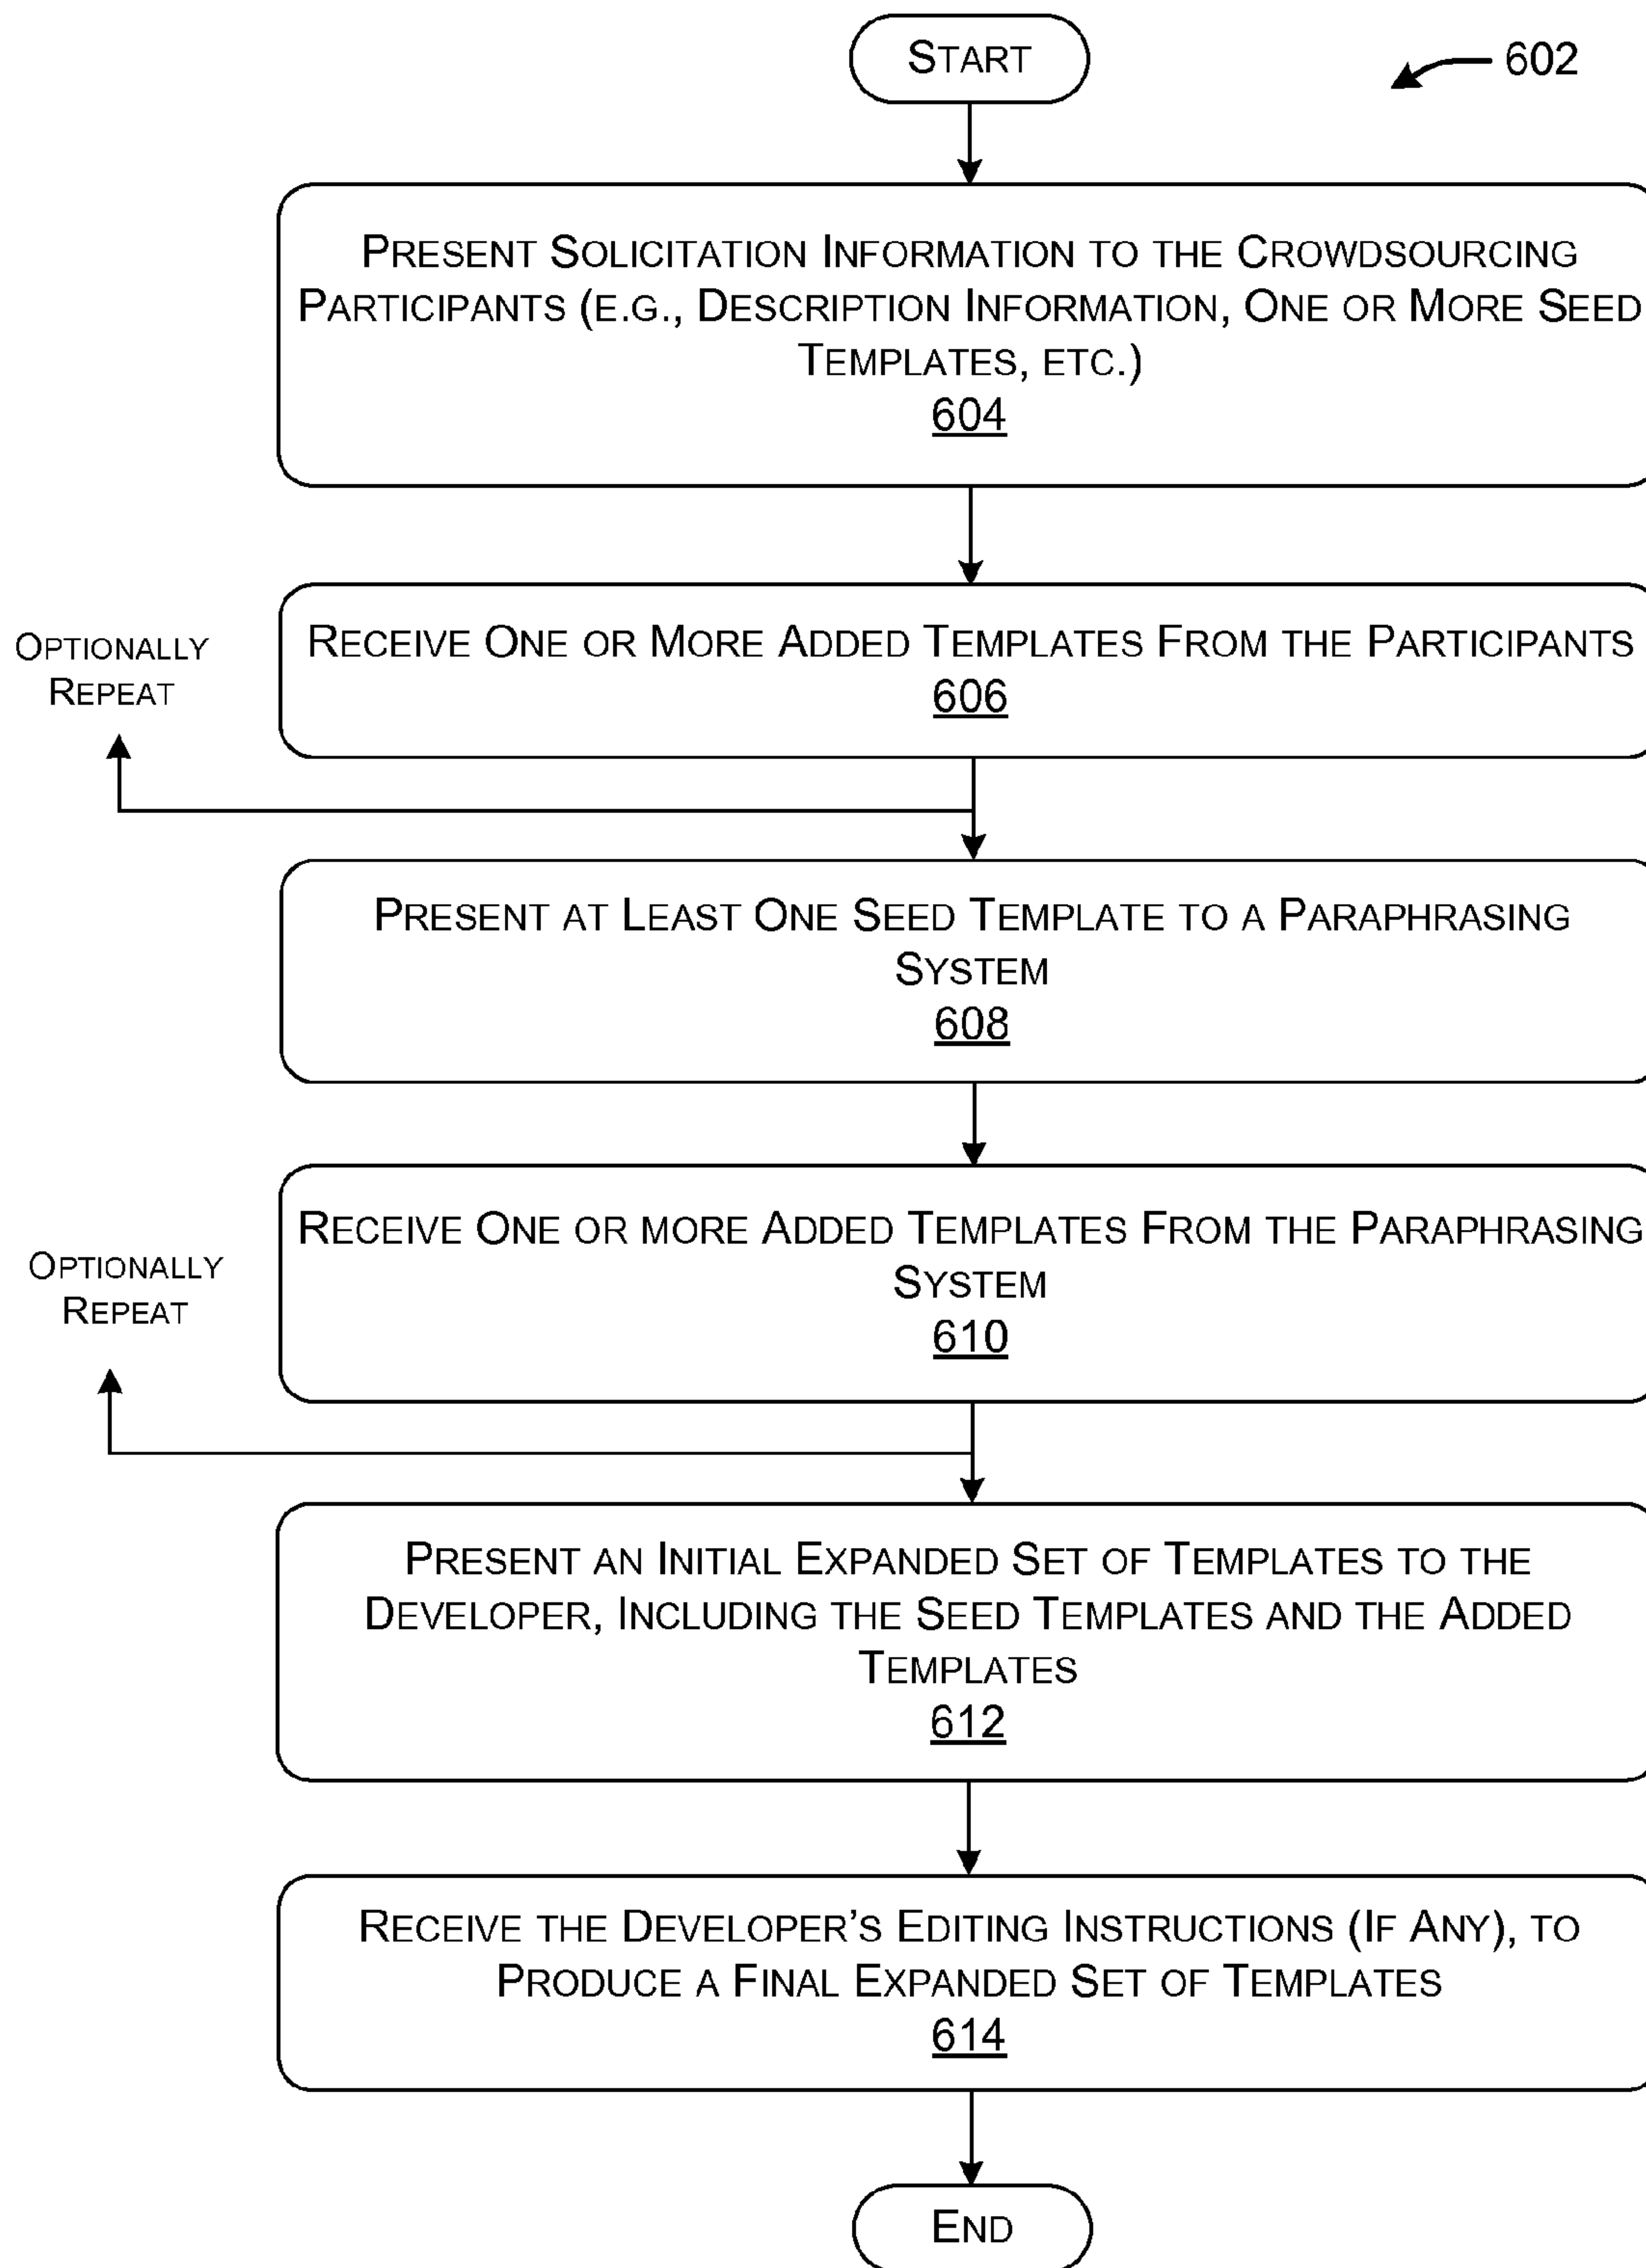 START
602
PRESENT SOLICITATION INFORMATION TO THE CROWDSOURCING
PARTICIPANTS (E.G., DESCRIPTION INFORMATION, ONE OR MORE SEED
TEMPLATES, ETC.)
604
RECEIVE ONE OR MORE ADDED TEMPLATES FROM THE PARTICIPANTS
606
OPTIONALLY
REPEAT
PRESENT AT LEAST ONE SEED TEMPLATE TO A PARAPHRASING
SYSTEM
608
RECEIVE ONE OR MORE ADDED TEMPLATES FROM THE PARAPHRASING
SYSTEM
610
OPTIONALLY
REPEAT
PRESENT AN INITIAL EXPANDED SET OF TEMPLATES TO THE
DEVELOPER, INCLUDING THE SEED TEMPLATES AND THE ADDED
TEMPLATES
612
RECEIVE THE DEVELOPER’S EDITING INSTRUCTIONS (IF ANY), TO
PRODUCE A FINAL EXPANDED SET OF TEMPLATES
614
END